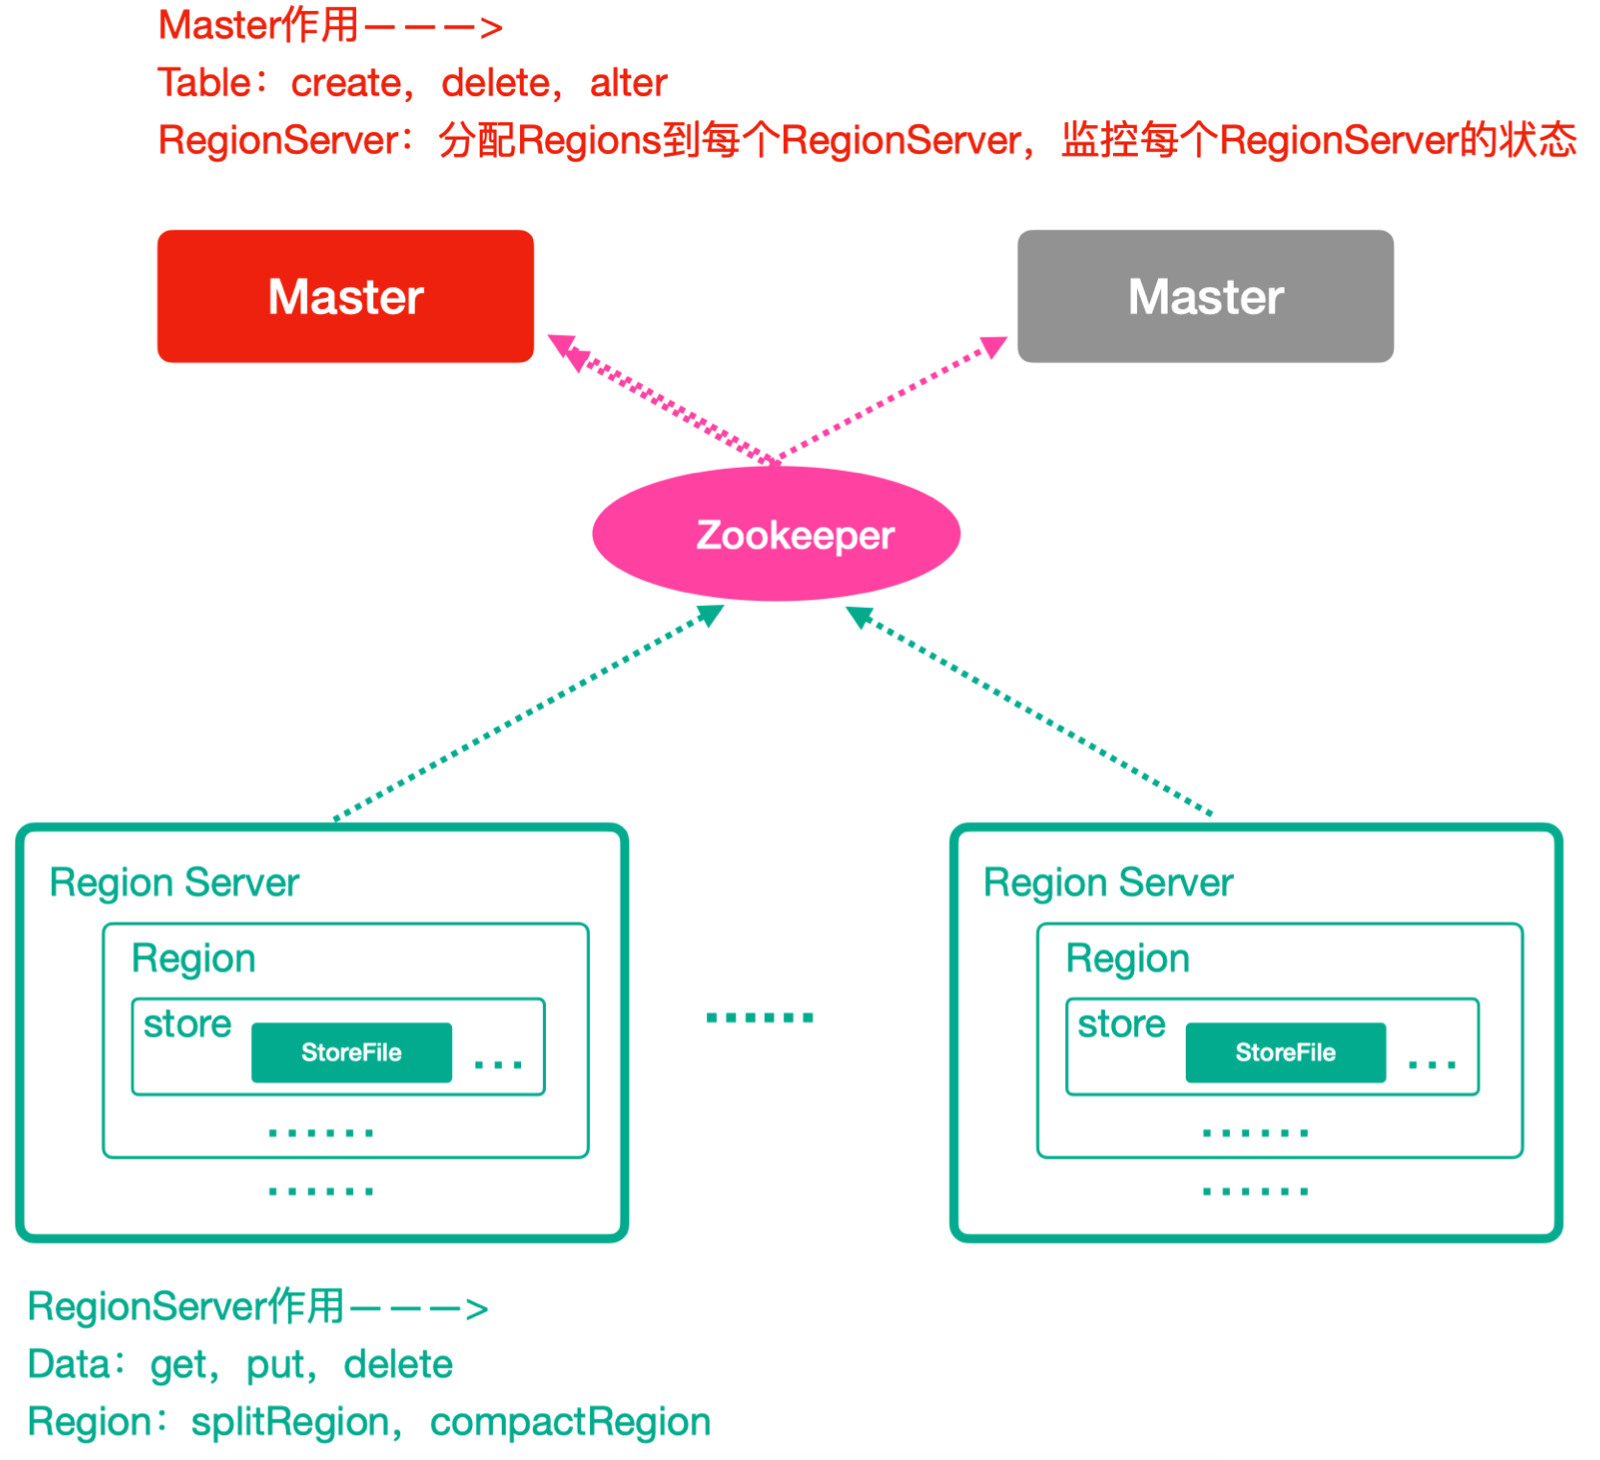 Master作用———>
Table：create，delete，alter
RegionServer：分配Regions到每个RegionServer，监控每个RegionServer的状态
Master
Master
Zookeeper
Region Server
Region Server
Region
Region
store
StoreFile
...
......
store
StoreFile
...
......
......
......
......
RegionServer作用———>
Data：get，put，delete
Region：splitRegion，compactRegion